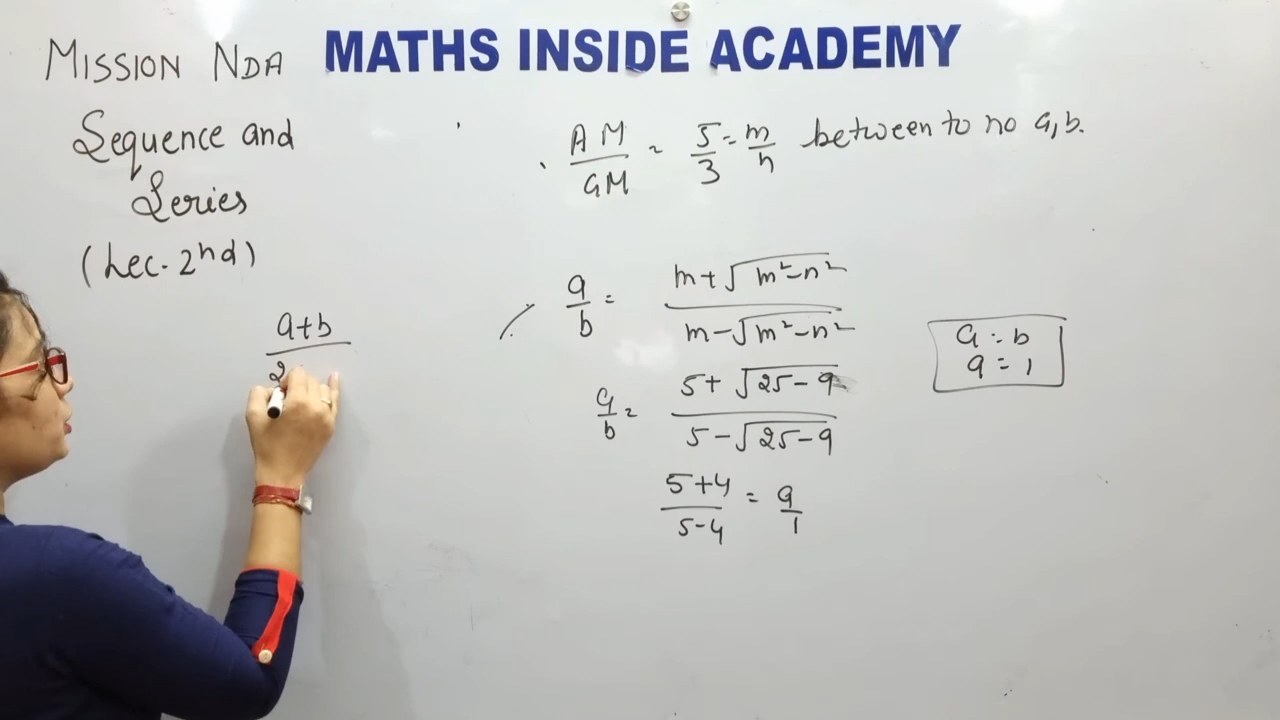 MATHS INSIDE ACADEMY
MISSION NDA
Sequence and
Series
(Lec. 2nd)
a+b
2
AM/GM = 5/3 = m/n between to no a,b.
a/b = m+√m²-n² / m-√m²-n²
a/b = 5+√25-9 / 5-√25-9
5+4/5-4 = 9/1
a : b
9 : 1